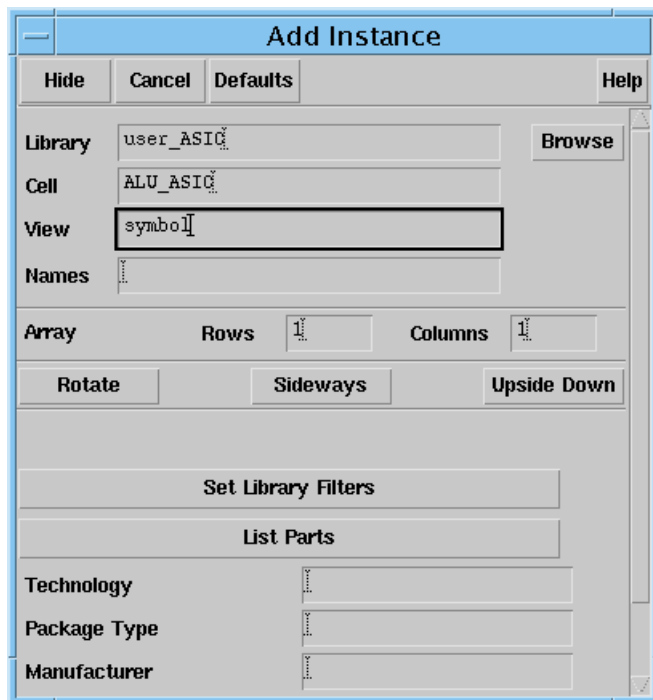 Add Instance
Hide Cancel Defaults Help
Library user_ASIC Browse
Cell ALU_ASIC
View symbol
Names
Array Rows 1 Columns 1
Rotate Sideways Upside Down
Set Library Filters
List Parts
Technology
Package Type
Manufacturer